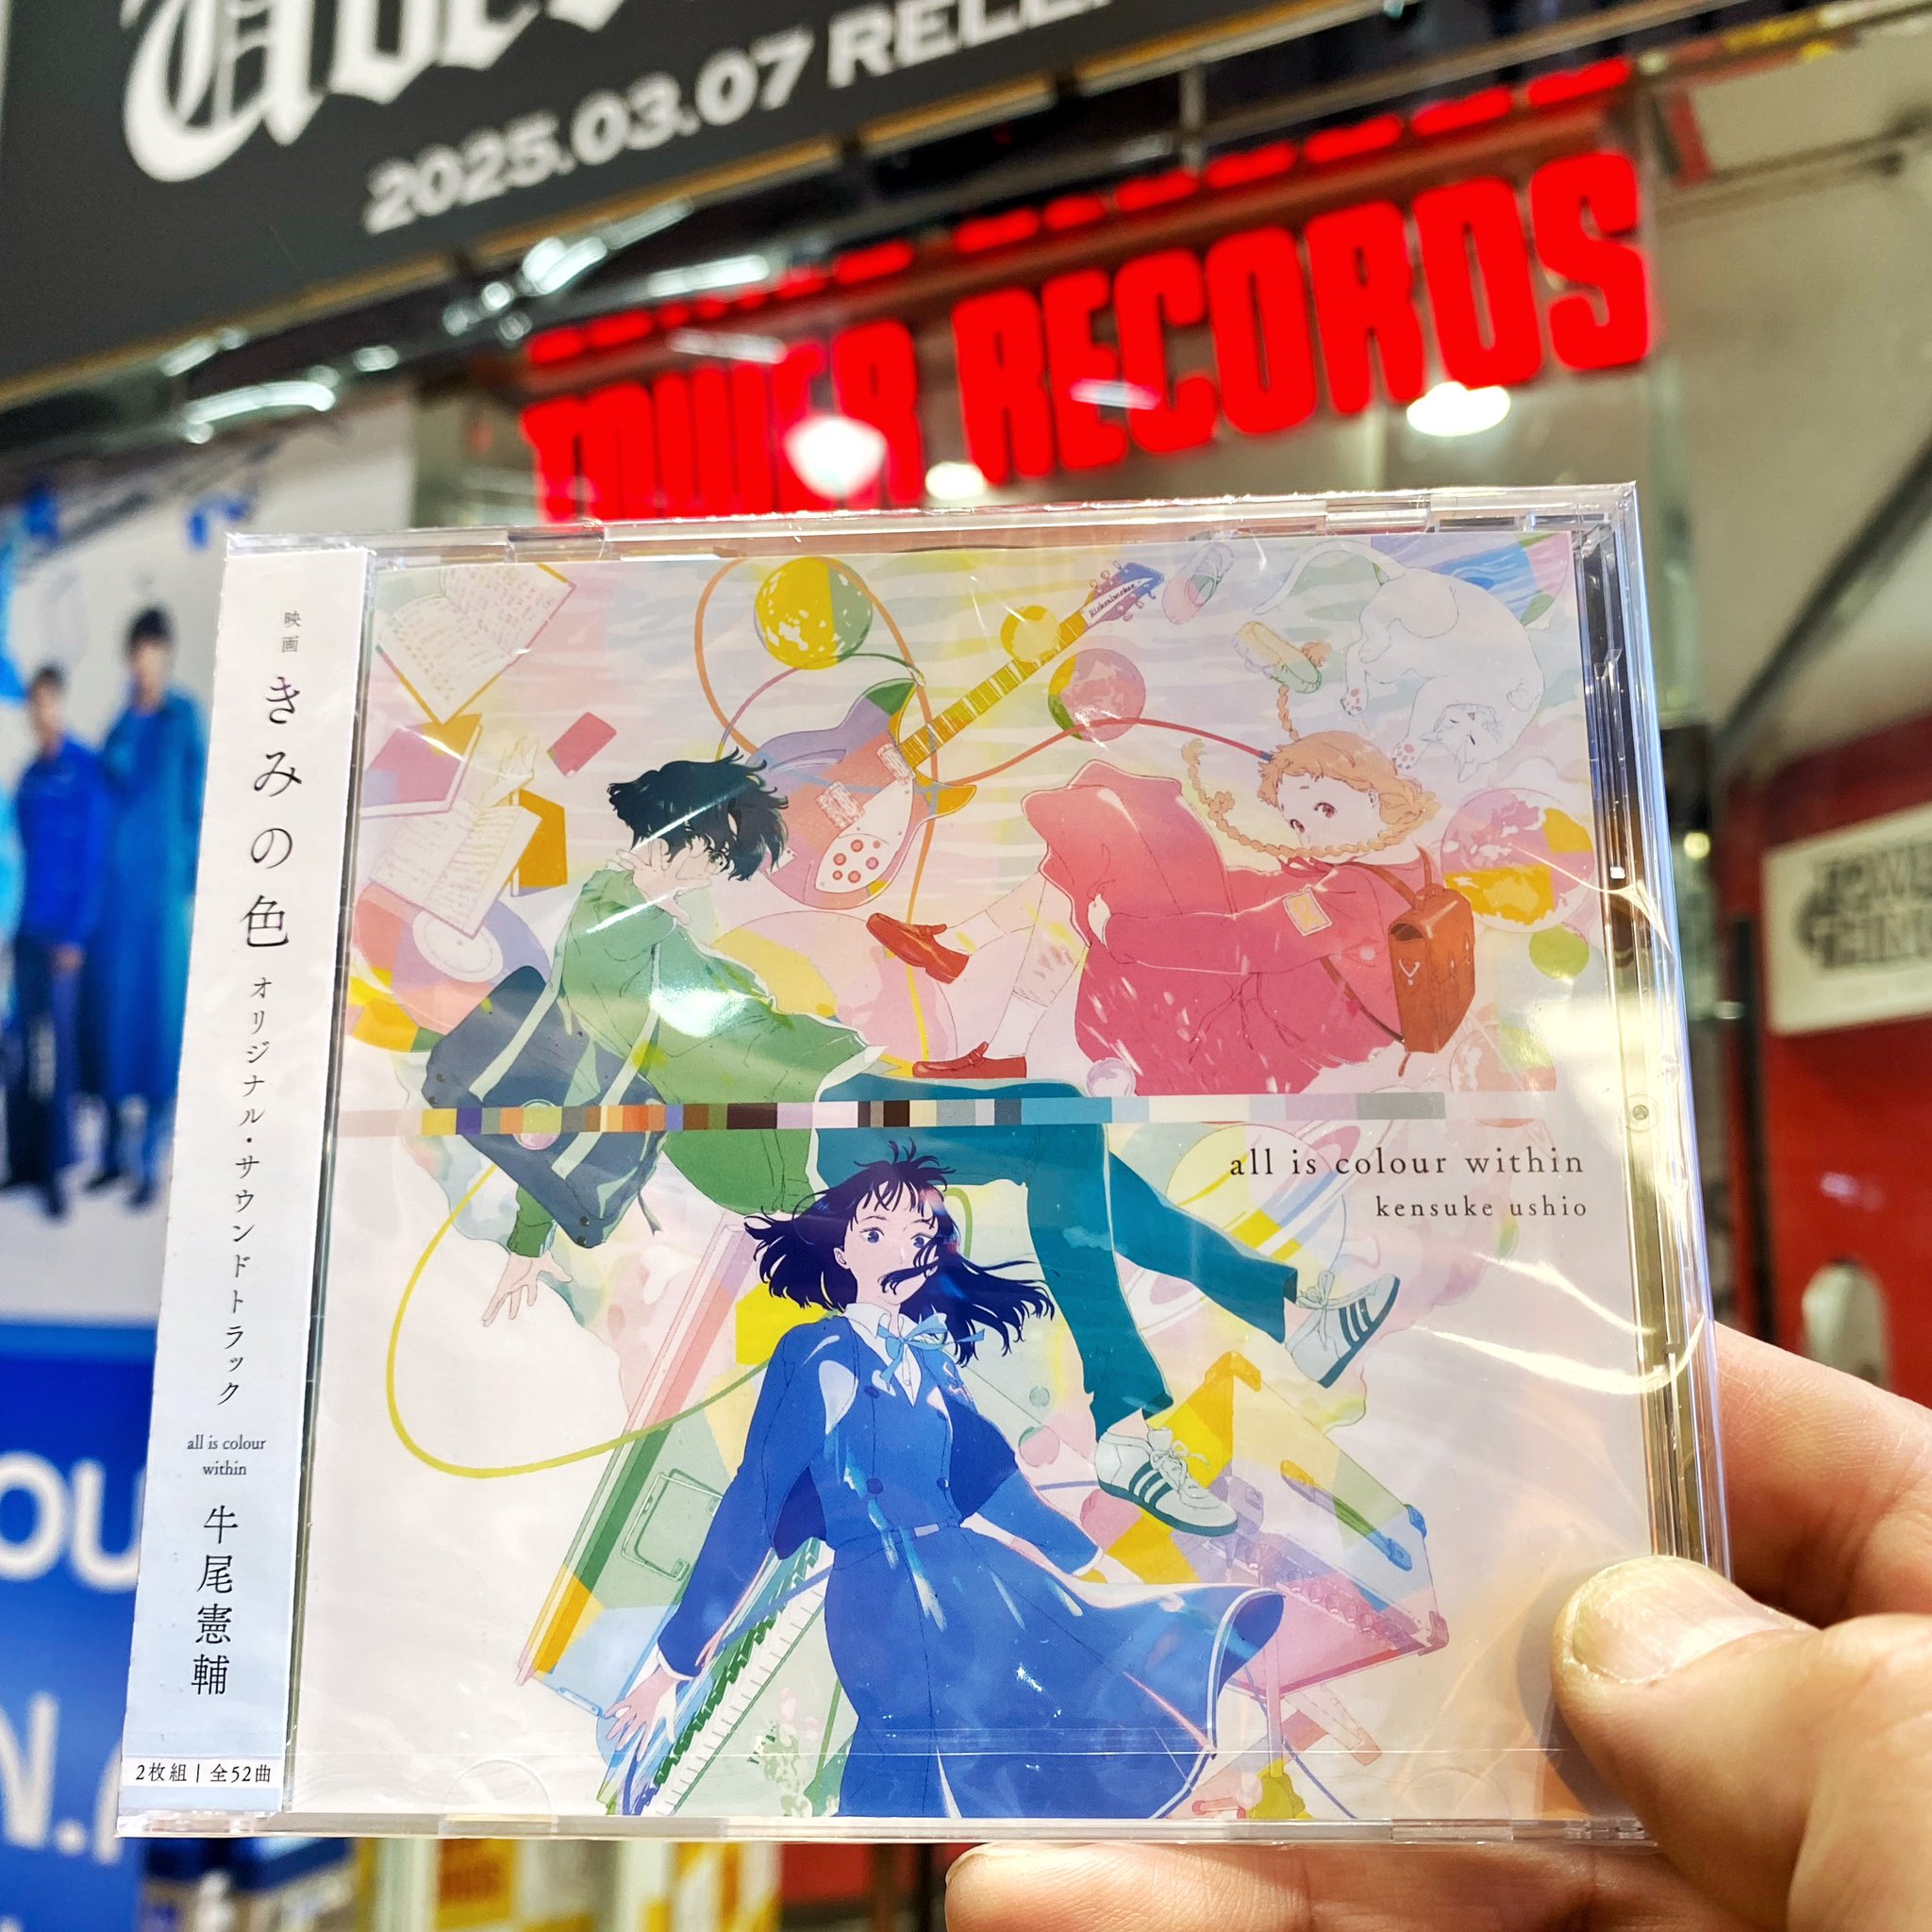 2025.03.07 RELE
TOWER RECORDS
Rickenbacker
映画
きみの色
オリジナル・サウンドトラック
all is colour
within
牛尾憲輔
2枚組 | 全52曲
all is colour within
kensuke ushio
OU
N.